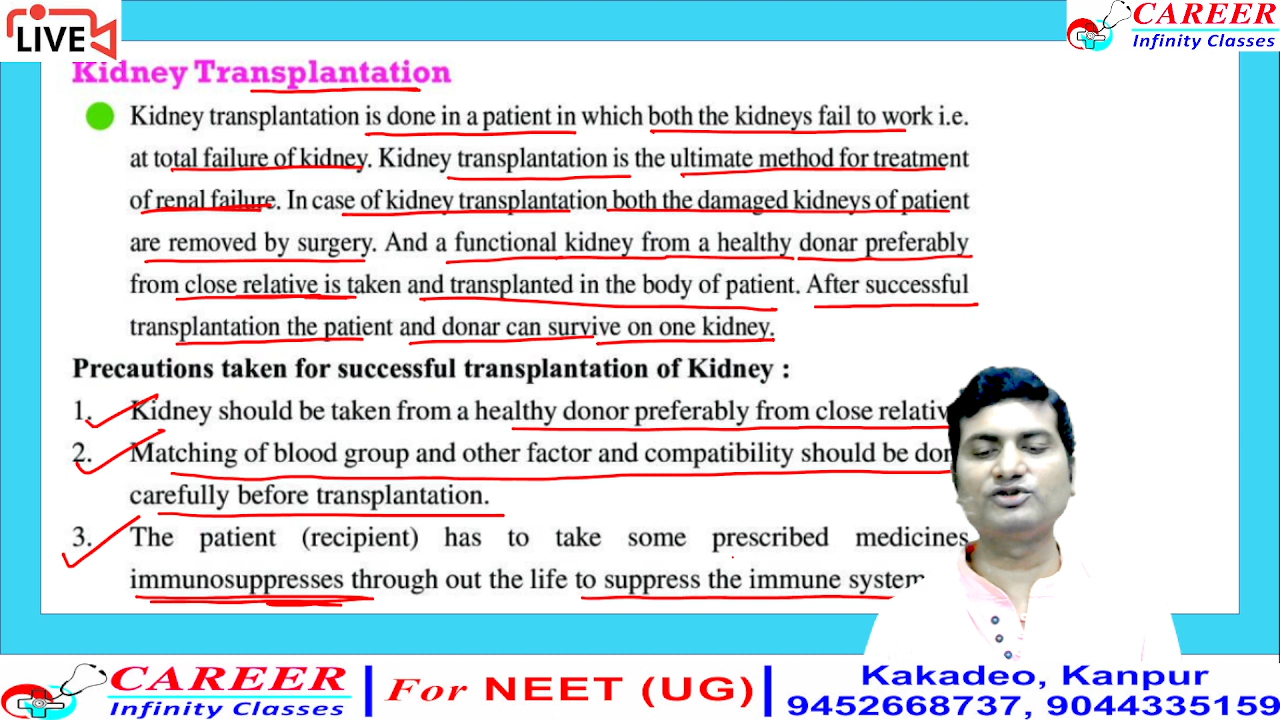 LIVE
CAREER
Infinity Classes
Kidney Transplantation
Kidney transplantation is done in a patient in which both the kidneys fail to work i.e.
at total failure of kidney. Kidney transplantation is the ultimate method for treatment
of renal failure. In case of kidney transplantation both the damaged kidneys of patient
are removed by surgery. And a functional kidney from a healthy donar preferably
from close relative is taken and transplanted in the body of patient. After successful
transplantation the patient and donar can survive on one kidney.
Precautions taken for successful transplantation of Kidney :
1. Kidney should be taken from a healthy donor preferably from close relativ
2. Matching of blood group and other factor and compatibility should be don
carefully before transplantation.
3. The patient (recipient) has to take some prescribed medicines
immunosuppresses through out the life to suppress the immune system
CAREER
Infinity Classes
For NEET (UG)
Kakadeo, Kanpur
9452668737, 9044335159